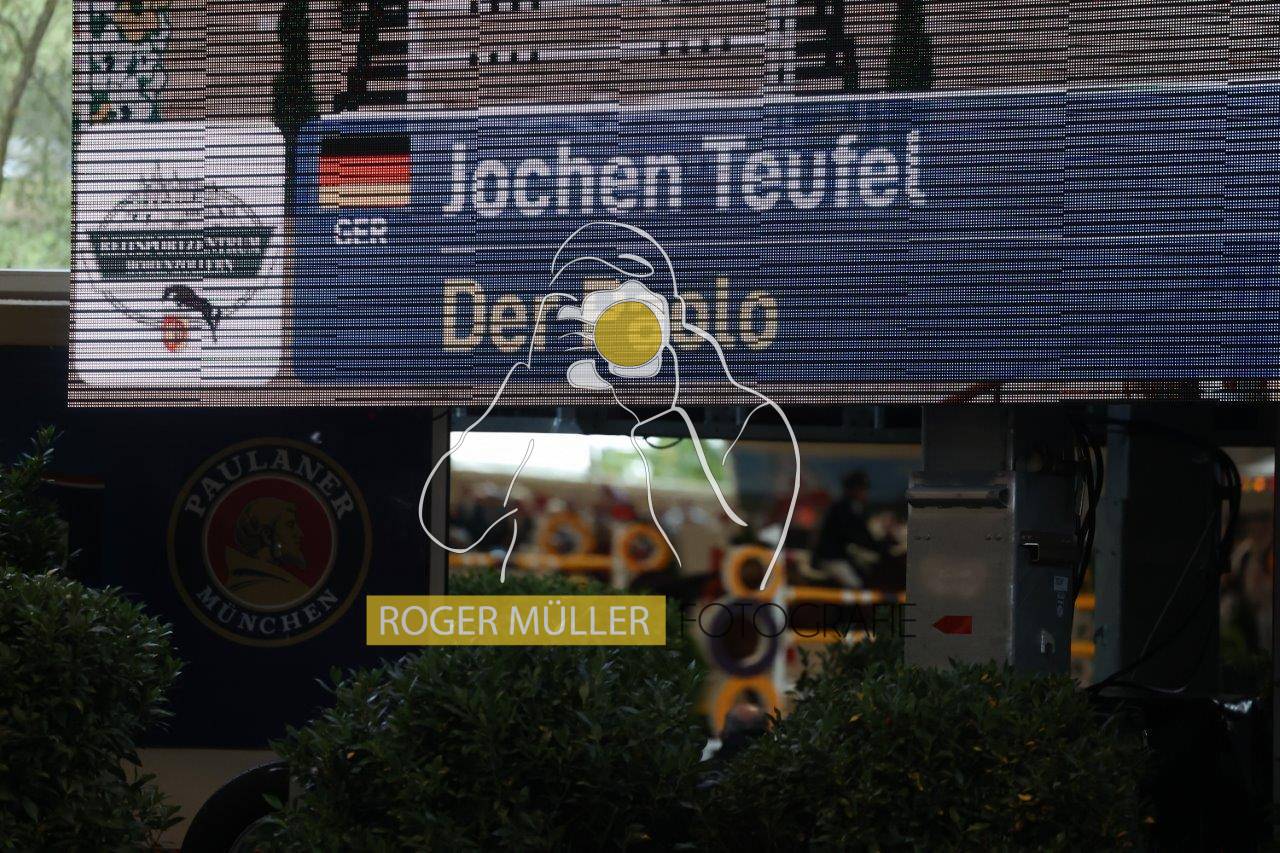 Jochen Teufel
GER
PAULANER
MÜNCHEN
ROGER MÜLLER FOTOGRAFIE